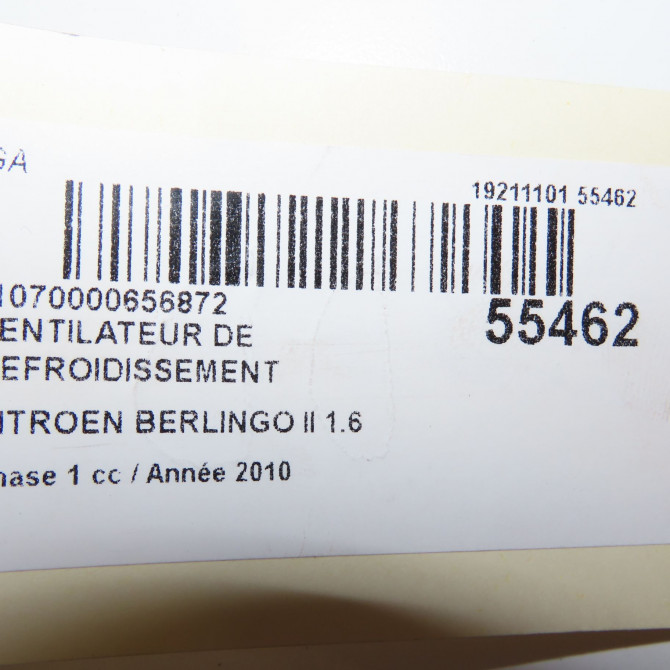 GA
19211101 55462
1070000656872
55462
ENTILATEUR DE
EFROIDISSEMENT
ITROEN BERLINGO II 1.6
hase 1 cc / Année 2010